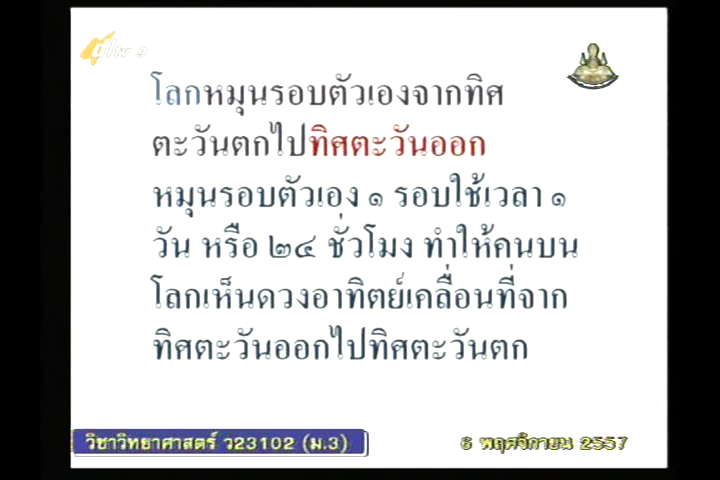 โลกหมุนรอบตัวเองจากทิศ
ตะวันตกไปทิศตะวันออก
หมุนรอบตัวเอง ๑ รอบใช้เวลา ๑
วัน หรือ ๒๔ ชั่วโมง ทำให้คนบน
โลกเห็นดวงอาทิตย์เคลื่อนที่จาก
ทิศตะวันออกไปทิศตะวันตก
วิชาวิทยาศาสตร์ ว23102 (ม.3)
6 พฤศจิกายน 2557